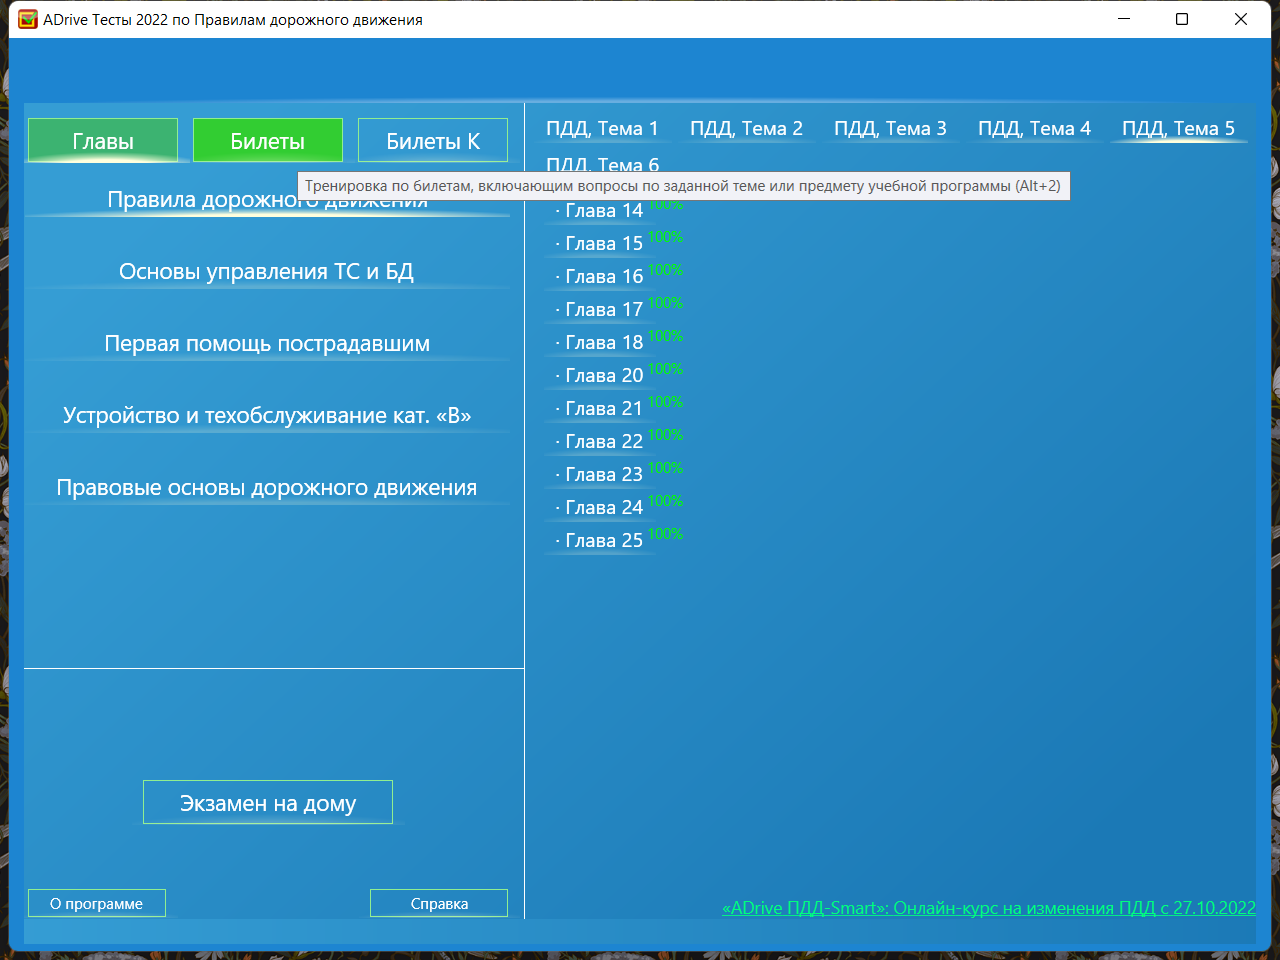 ADrive Тесты 2022 по Правилам дорожного движения
Главы
Билеты
Билеты К
Правила дорожного движения
Основы управления ТС и БД
Первая помощь пострадавшим
Устройство и техобслуживание кат. «В»
Правовые основы дорожного движения
Экзамен на дому
О программе
Справка
ПДД, Тема 1
ПДД, Тема 2
ПДД, Тема 3
ПДД, Тема 4
ПДД, Тема 5
ПДД, Тема 6
Тренировка по билетам, включающим вопросы по заданной теме или предмету учебной программы (Alt+2)
· Глава 14 100%
· Глава 15 100%
· Глава 16 100%
· Глава 17 100%
· Глава 18 100%
· Глава 20 100%
· Глава 21 100%
· Глава 22 100%
· Глава 23 100%
· Глава 24 100%
· Глава 25 100%
«ADrive ПДД-Smart»: Онлайн-курс на изменения ПДД с 27.10.2022